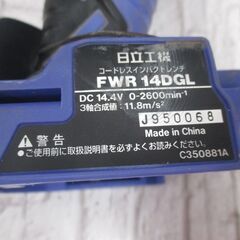 日立工機
コードレスインパクトレンチ
FWR 14DGL
DC 14.4V 0-2600min⁻¹
3軸合成値：11.8m/s²
J950068
Made in China
警告
●ご使用前に取扱説明書を必ずよくお読みください。
C350881A